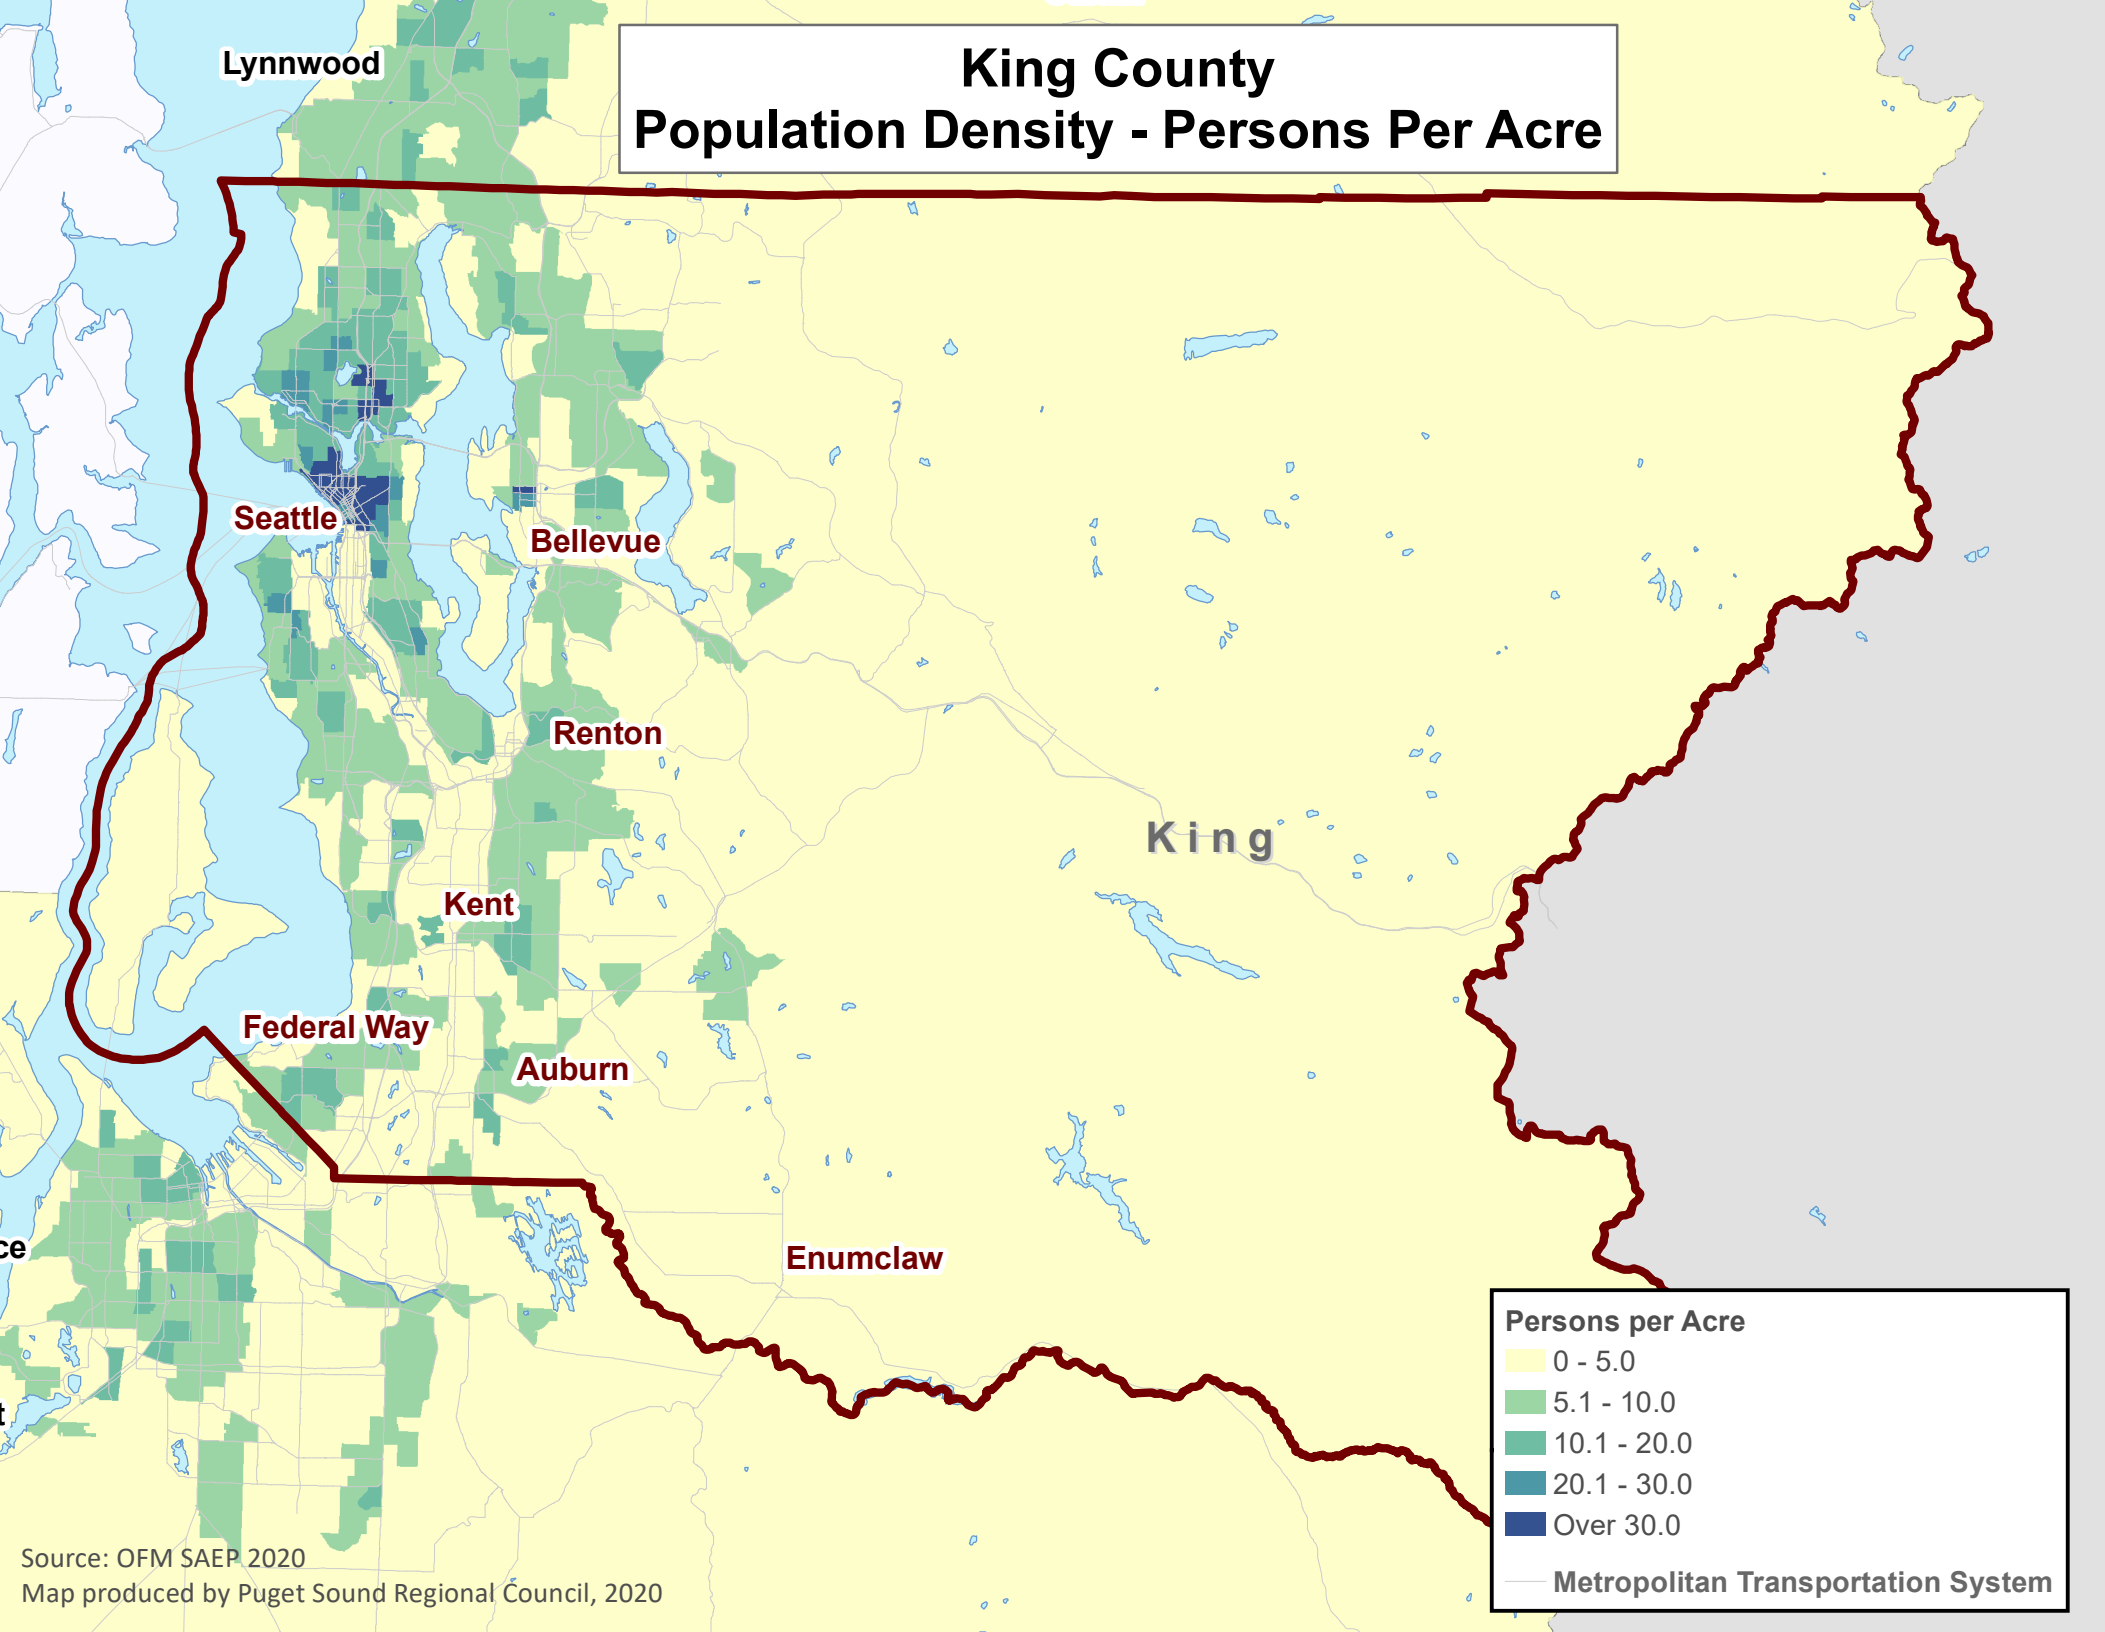 King County
Population Density - Persons Per Acre
Lynnwood
Seattle
Bellevue
Renton
King
Kent
Federal Way
Auburn
ce
Enumclaw
t
Persons per Acre
0 - 5.0
5.1 - 10.0
10.1 - 20.0
20.1 - 30.0
Over 30.0
Metropolitan Transportation System
Source: OFM SAEP 2020
Map produced by Puget Sound Regional Council, 2020